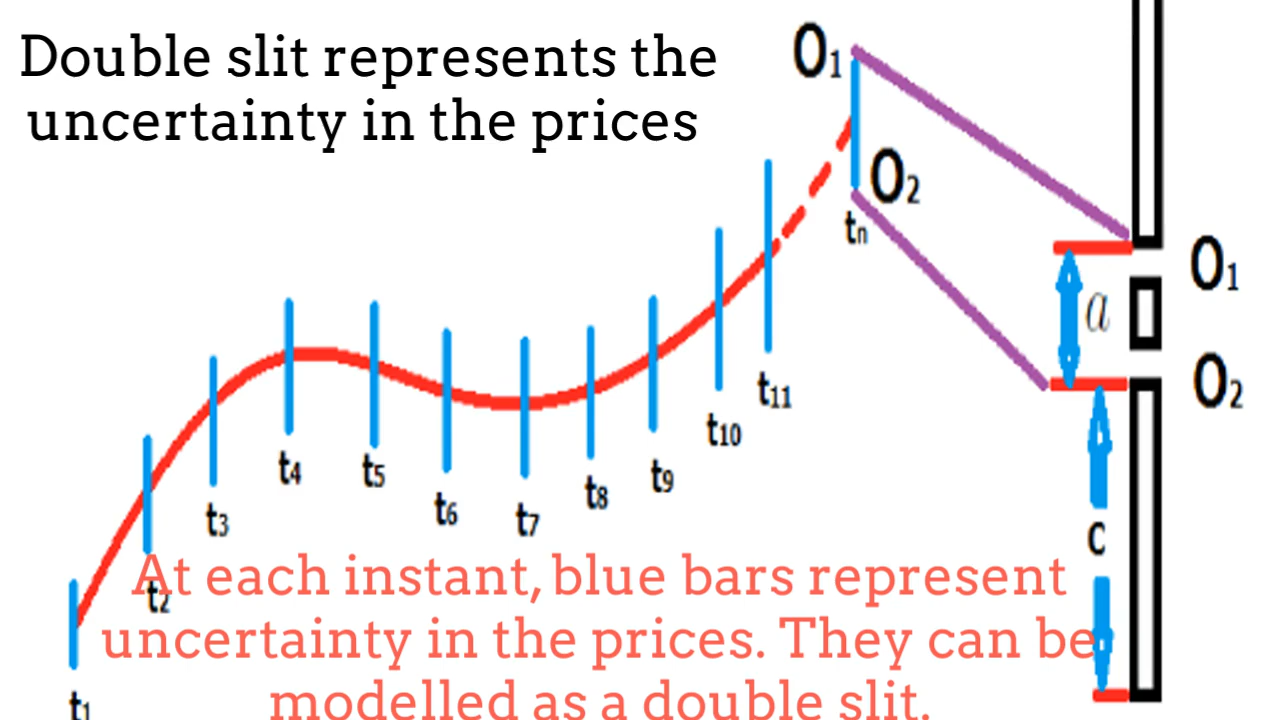 Double slit represents the
uncertainty in the prices
O1
O2
tn
O1
a
O2
t11
t10
t9
t8
t7
t6
t5
t4
t3
t2
t1
c
At each instant, blue bars represent
uncertainty in the prices. They can be
modelled as a double slit.